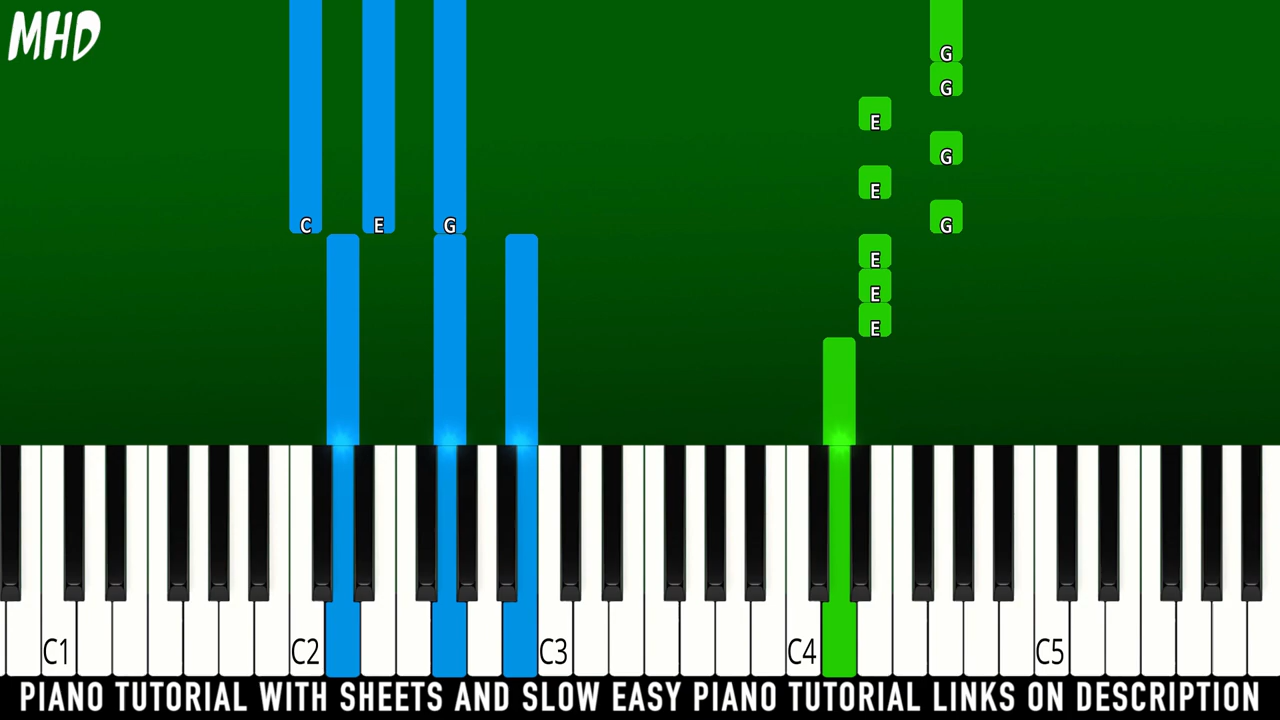 MHD
G
G
E
G
E
C E G G
E
E
E
C1 C2 C3 C4 C5
PIANO TUTORIAL WITH SHEETS AND SLOW EASY PIANO TUTORIAL LINKS ON DESCRIPTION